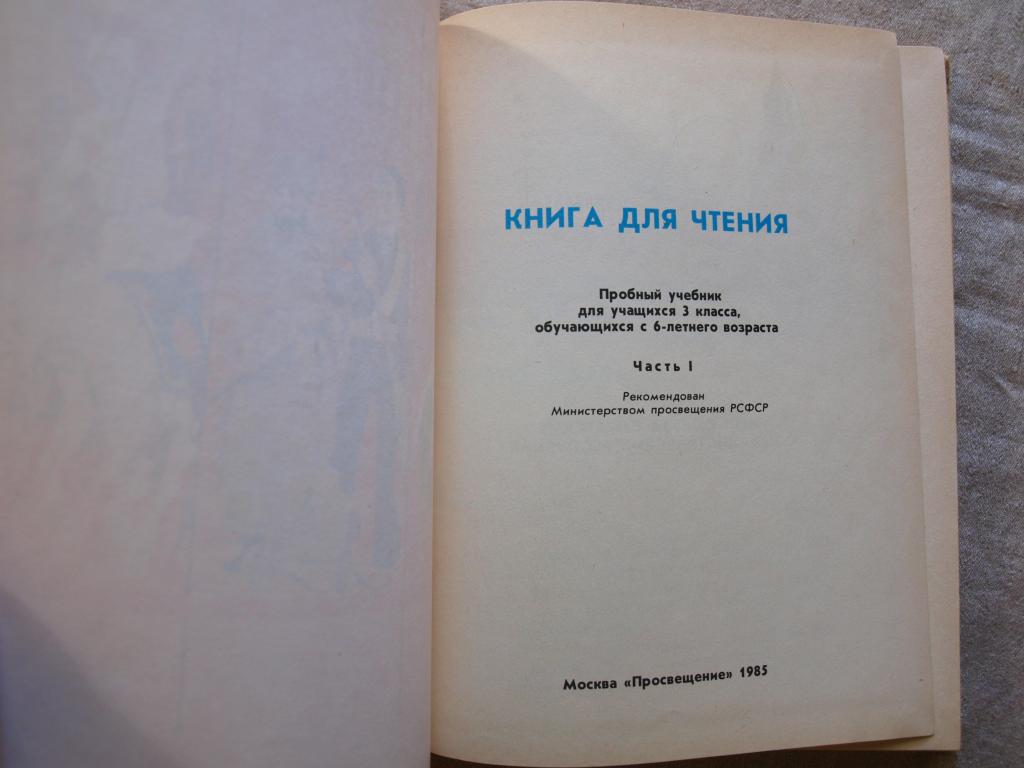 КНИГА ДЛЯ ЧТЕНИЯ
Пробный учебник
для учащихся 3 класса,
обучающихся с 6-летнего возраста
Часть I
Рекомендован
Министерством просвещения РСФСР
Москва «Просвещение» 1985